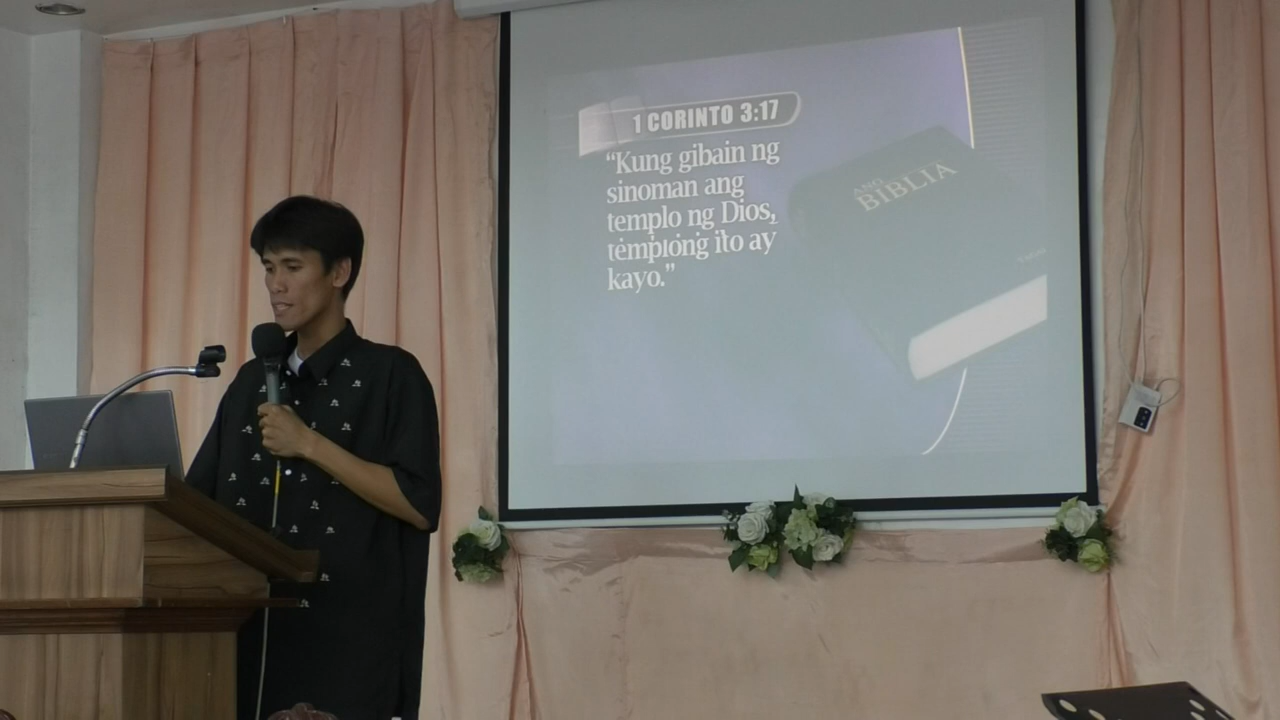 1 CORINTO 3:17
“Kung gibain ng
sinoman ang
templo ng Dios,
templong ito ay
kayo.”
ANG
BIBLIA